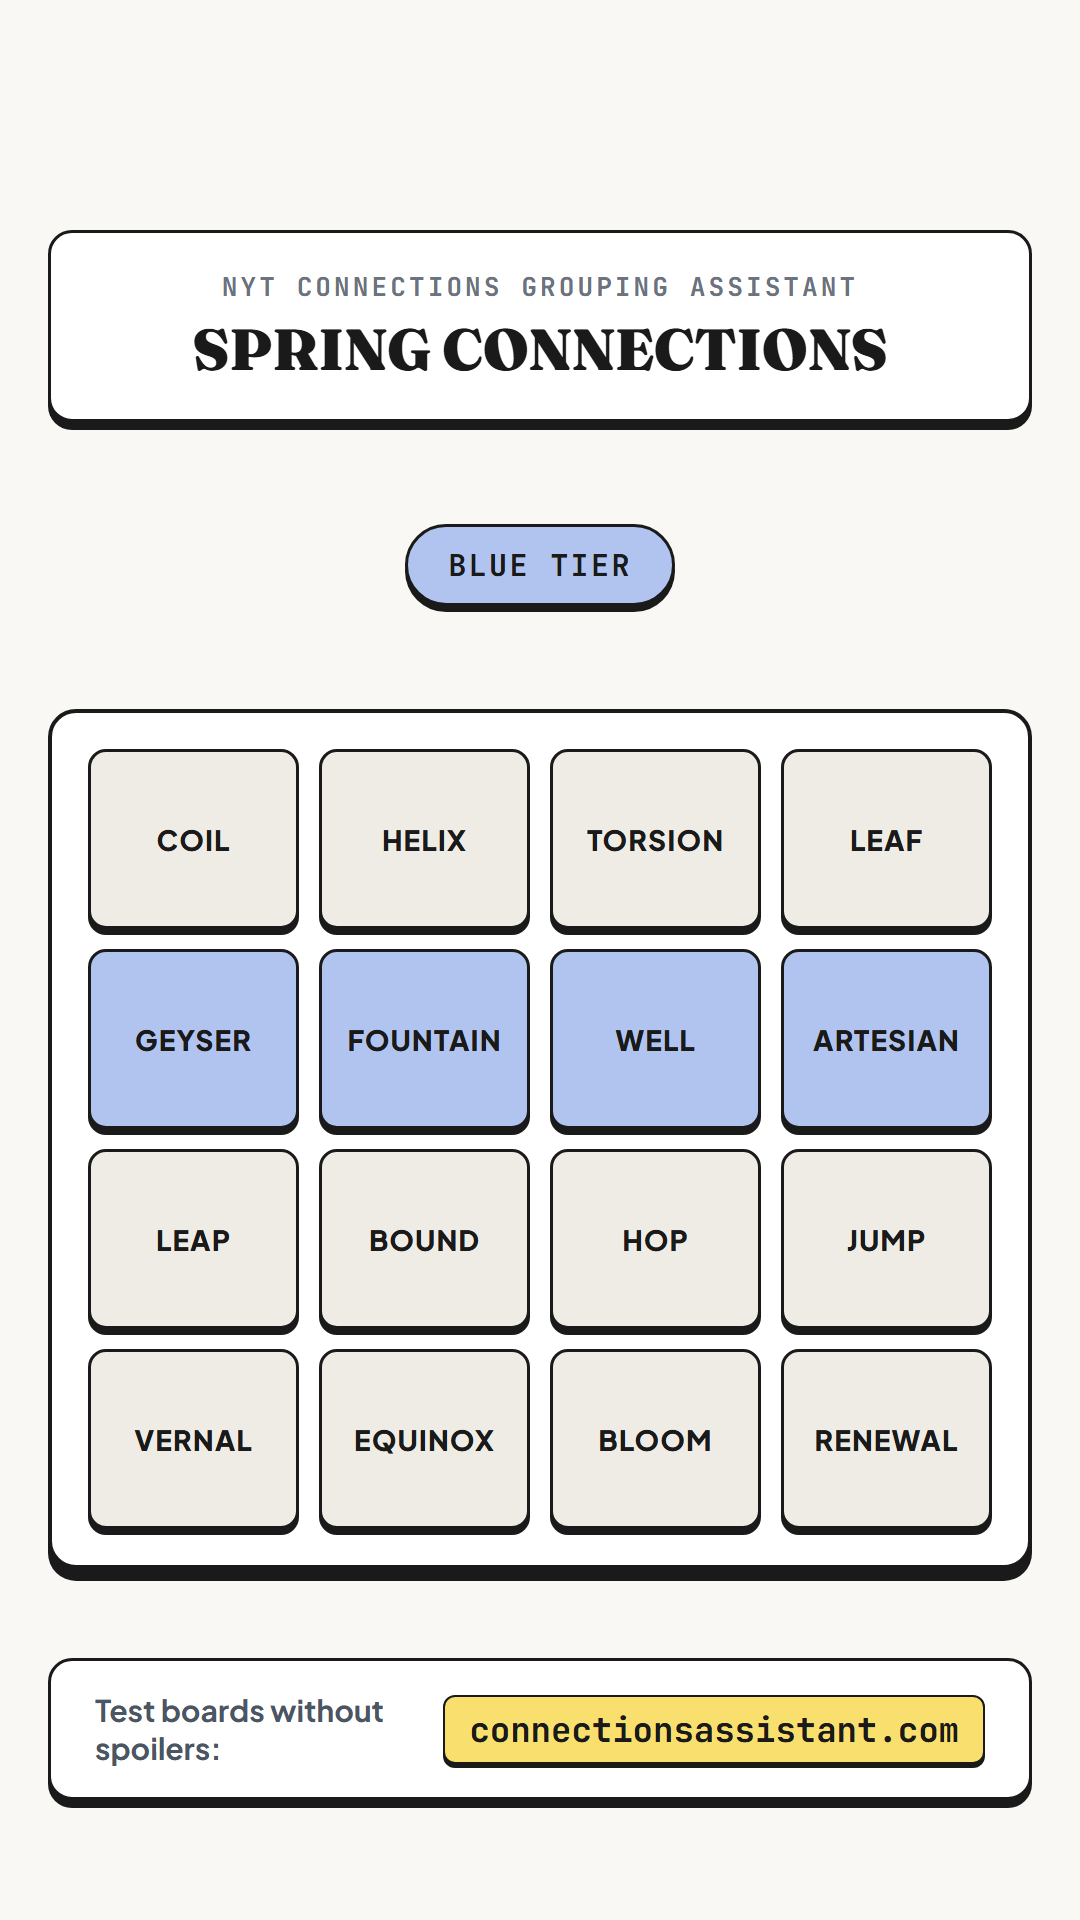 NYT CONNECTIONS GROUPING ASSISTANT
SPRING CONNECTIONS
BLUE TIER
COIL HELIX TORSION LEAF
GEYSER FOUNTAIN WELL ARTESIAN
LEAP BOUND HOP JUMP
VERNAL EQUINOX BLOOM RENEWAL
Test boards without
spoilers:
connectionsassistant.com